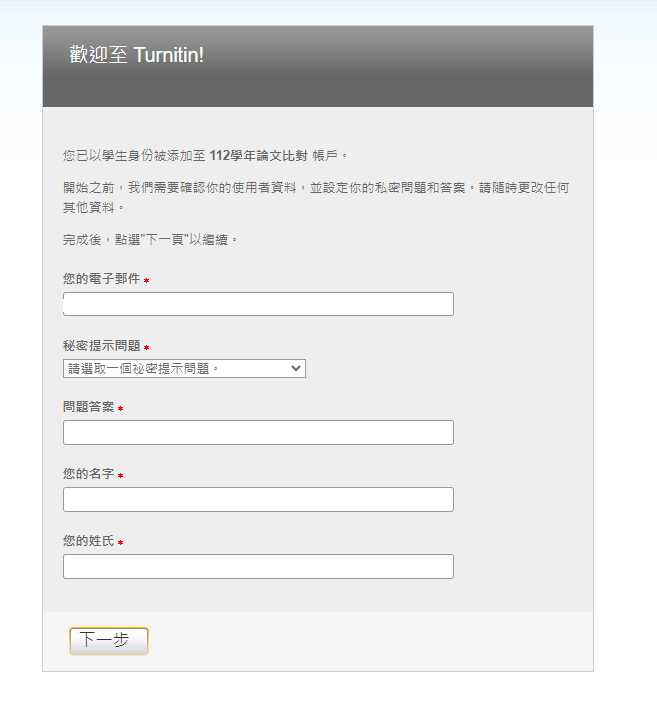 歡迎至 Turnitin!
您已以學生身份被添加至 112學年論文比對 帳戶。
開始之前，我們需要確認你的使用者資料，並設定你的私密問題和答案。請隨時更改任何
其他資料。
完成後，點選"下一頁"以繼續。
您的電子郵件 *
秘密提示問題 *
請選取一個祕密提示問題。
問題答案 *
您的名字 *
您的姓氏 *
下一步